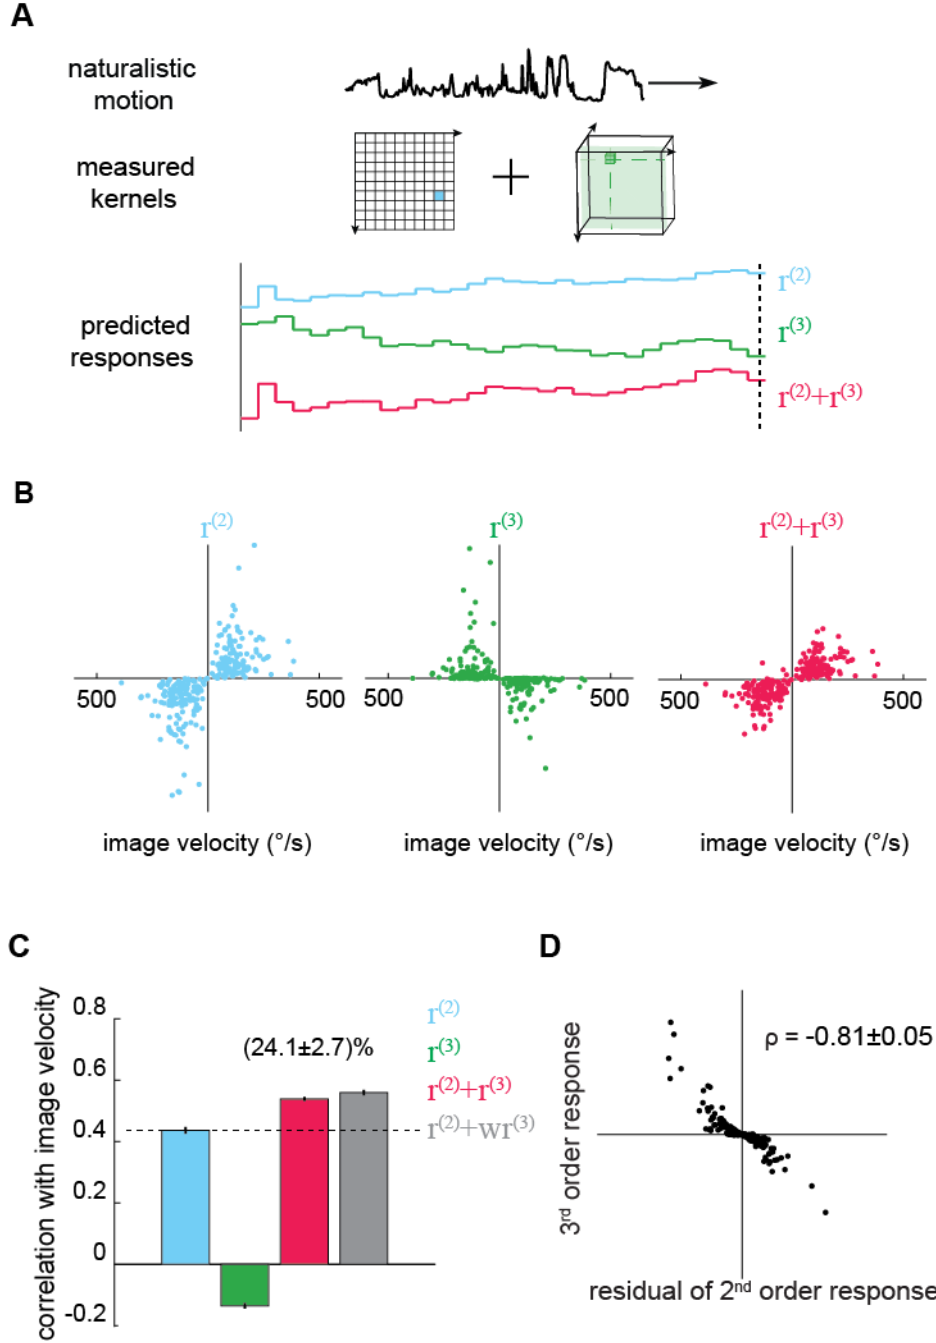 A
naturalistic
motion
measured
kernels
+
predicted
responses
r(2)
r(3)
r(2)+r(3)
B
r(2)
r(3)
r(2)+r(3)
500
500
500
500
500
500
image velocity (°/s)
image velocity (°/s)
image velocity (°/s)
C
correlation with image velocity
0.8
0.6
0.4
0.2
0
-0.2
(24.1±2.7)%
r(2)
r(3)
r(2)+r(3)
r(2)+wr(3)
D
3rd order response
ρ = -0.81±0.05
residual of 2nd order response